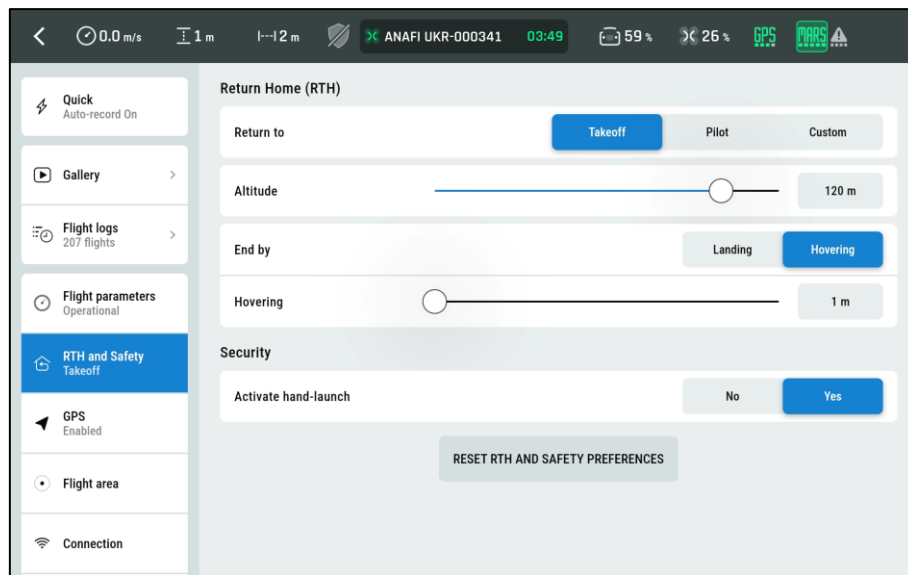 0.0 m/s 1 m 2 m ANAFI UKR-000341 03:49 59 % 26 % GPS MARS
Quick
Auto-record On
Gallery
Flight logs
207 flights
Flight parameters
Operational
RTH and Safety
Takeoff
GPS
Enabled
Flight area
Connection
Return Home (RTH)
Return to Takeoff Pilot Custom
Altitude 120 m
End by Landing Hovering
Hovering 1 m
Security
Activate hand-launch No Yes
RESET RTH AND SAFETY PREFERENCES